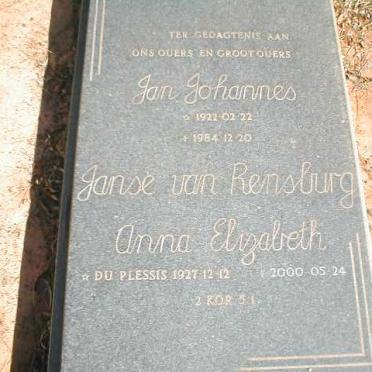 TER GEDAGTENIS AAN
ONS OUERS EN GROOTOUERS
Jan Johannes
☆ 1922-02-22
† 1984-12-20
Janse van Rensburg
Anna Elizabeth
☆ DU PLESSIS 1927-12-12 † 2000-05-24
2 KOR 5:1